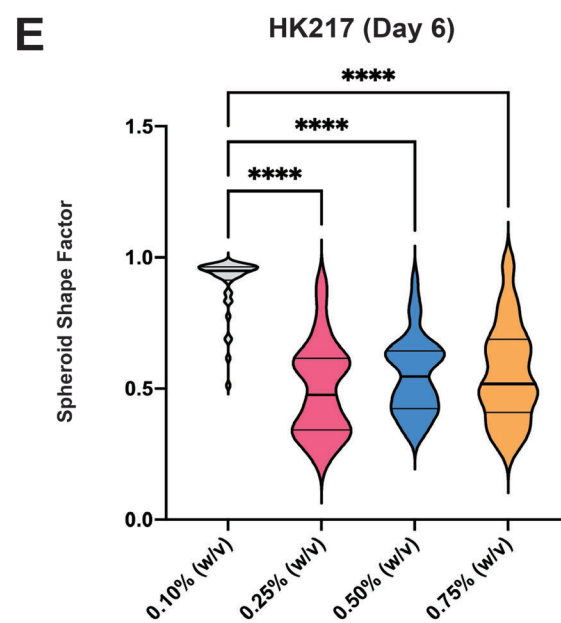 E
HK217 (Day 6)
****
****
****
Spheroid Shape Factor
1.5
1.0
0.5
0.0
0.10% (w/v)
0.25% (w/v)
0.50% (w/v)
0.75% (w/v)